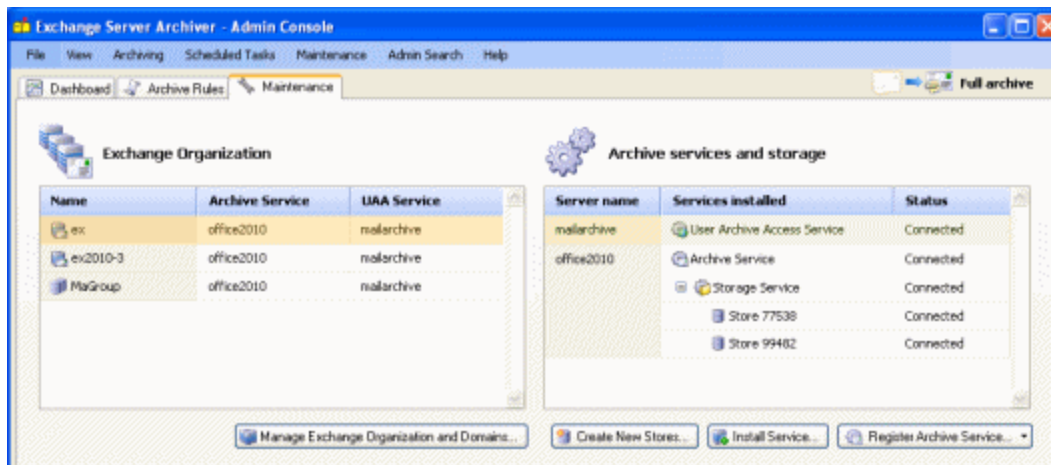 Exchange Server Archiver - Admin Console
File View Archiving Scheduled Tasks Maintenance Admin Search Help
Dashboard Archive Rules Maintenance Full archive
Exchange Organization
Name Archive Service UAA Service
ex office2010 mailarchive
ex2010-3 office2010 mailarchive
MaGroup office2010 mailarchive
Manage Exchange Organization and Domains...
Archive services and storage
Server name Services installed Status
mailarchive User Archive Access Service Connected
office2010 Archive Service Connected
Storage Service Connected
Store 77538 Connected
Store 99482 Connected
Create New Stores... Install Service... Register Archive Service...